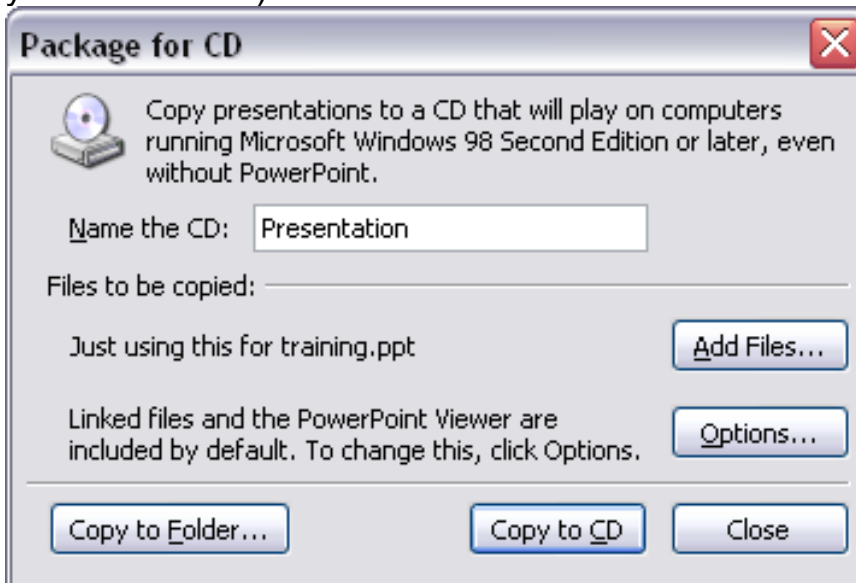 Package for CD
Copy presentations to a CD that will play on computers
running Microsoft Windows 98 Second Edition or later, even
without PowerPoint.
Name the CD: Presentation
Files to be copied:
Just using this for training.ppt
Add Files...
Linked files and the PowerPoint Viewer are
included by default. To change this, click Options.
Options...
Copy to Folder...
Copy to CD
Close